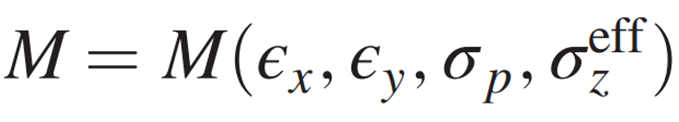 M = M(ϵ_x, ϵ_y, σ_p, σ_z^eff)